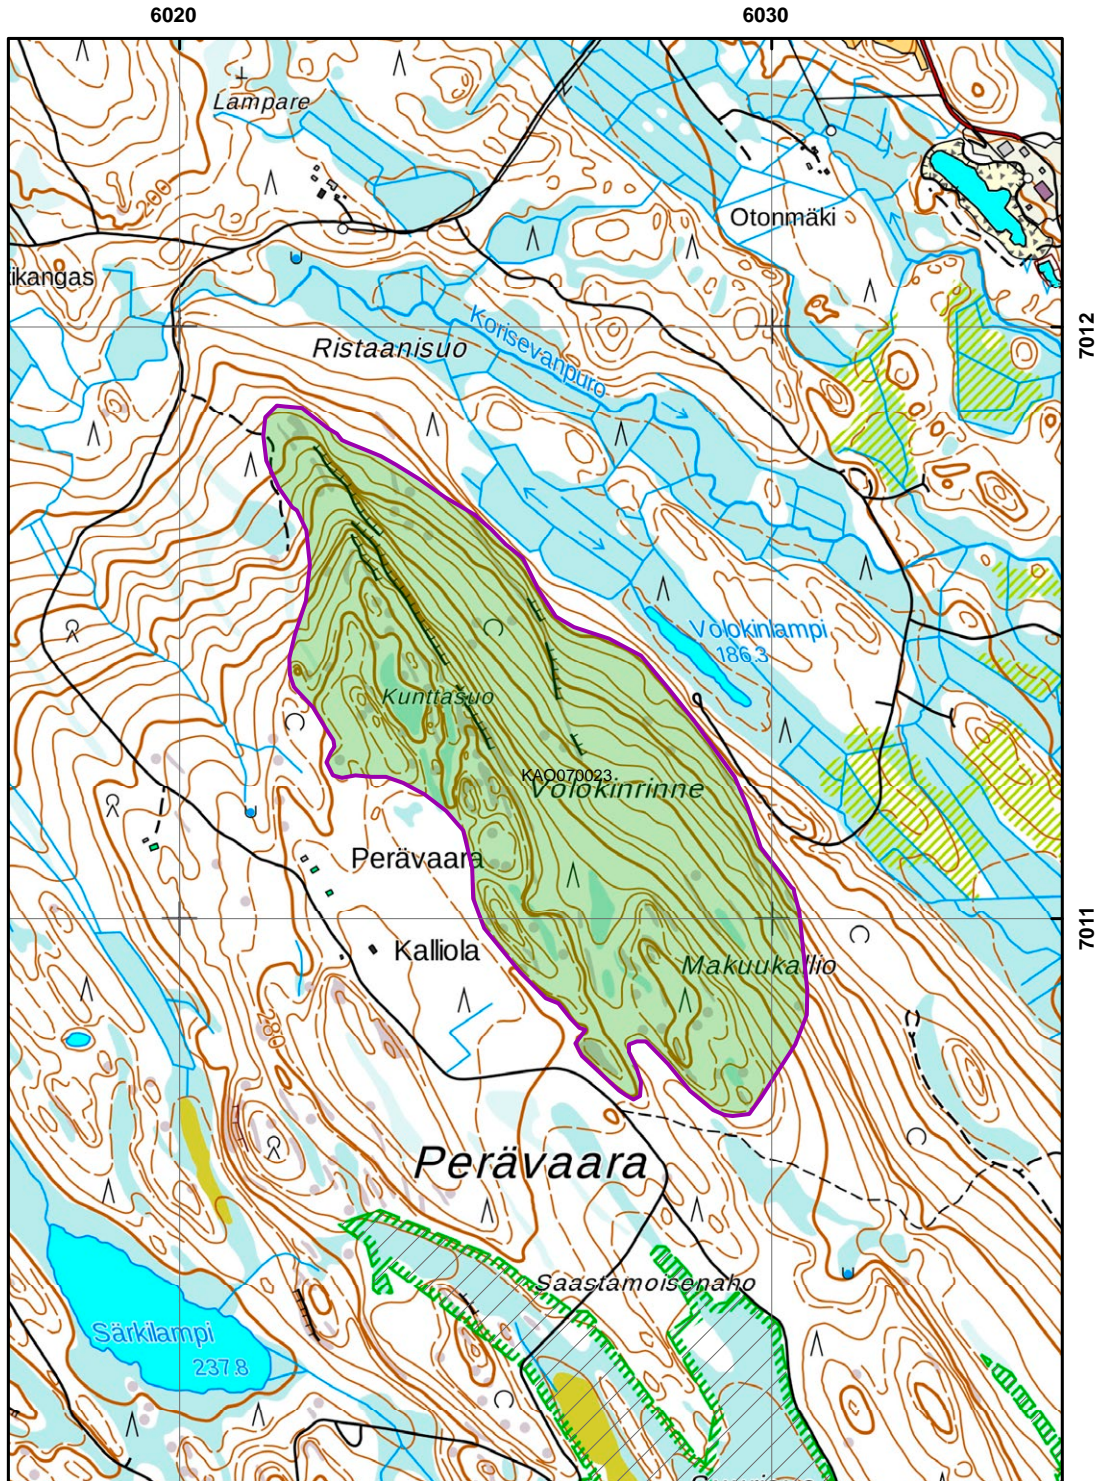 6020 6030
Lampare
200
Otonmäki
ikangas
7012
Korisevanpuro
Ristaanisuo
Volokinlampi
186.3
Kunttasuo
KAO070023
Volokinrinne
Perävaara
7011
Kalliola
Makuukallio
280
Perävaara
Saastamoisenaho
Särkilampi
237.8